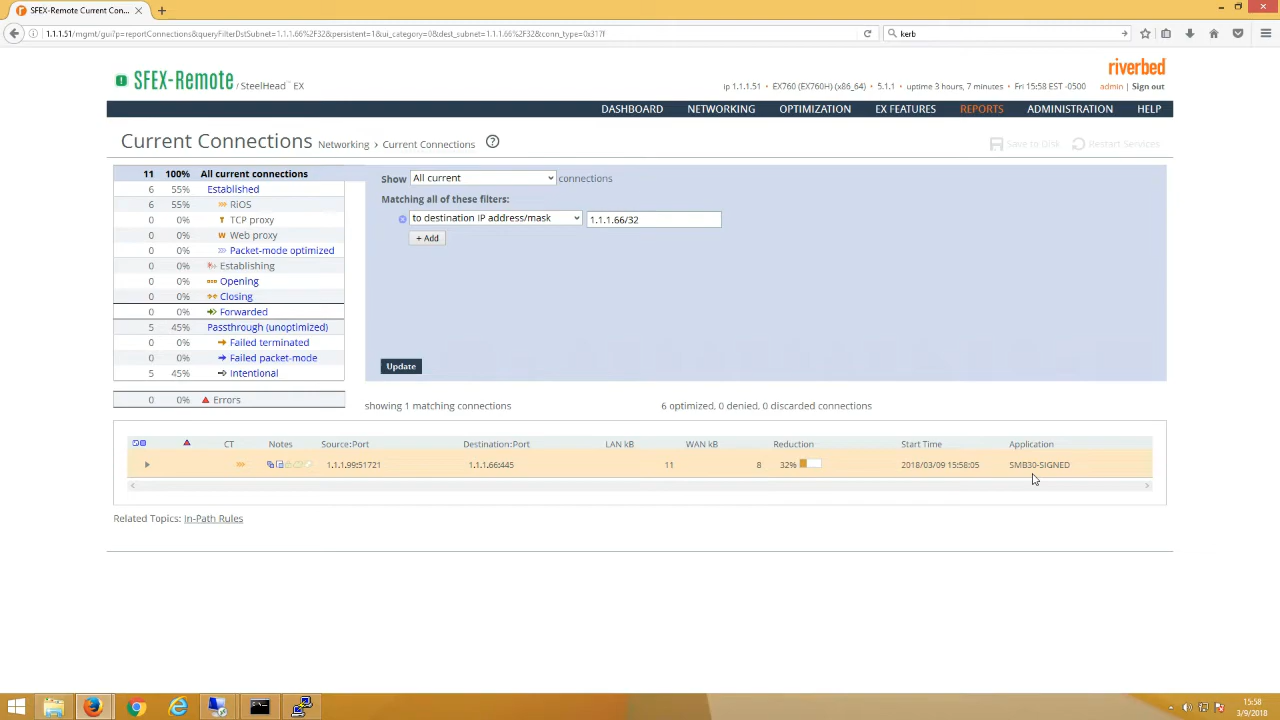 SFEX-Remote Current Con...
1.1.1.51/mgmt/gui?p=reportConnections&queryFilterDstSubnet=1.1.1.66%2F32&persistent=1&ui_category=0&dest_subnet=1.1.1.66%2F32&conn_type=0x317f
kerb
SFEX-Remote / SteelHead™ EX
riverbed
ip 1.1.1.51 • EX760 (EX760H) (x86_64) • 5.1.1 • uptime 3 hours, 7 minutes • Fri 15:58 EST -0500
admin | Sign out
DASHBOARD NETWORKING OPTIMIZATION EX FEATURES REPORTS ADMINISTRATION HELP
Current Connections Networking › Current Connections ?
Save to Disk Restart Services
11 100% All current connections
6 55% Established
6 55% RiOS
0 0% TCP proxy
0 0% Web proxy
0 0% Packet-mode optimized
0 0% Establishing
0 0% Opening
0 0% Closing
0 0% Forwarded
5 45% Passthrough (unoptimized)
0 0% Failed terminated
0 0% Failed packet-mode
5 45% Intentional
0 0% Errors
Show All current connections
Matching all of these filters:
to destination IP address/mask 1.1.1.66/32
+ Add
Update
showing 1 matching connections 6 optimized, 0 denied, 0 discarded connections
CT Notes Source:Port Destination:Port LAN kB WAN kB Reduction Start Time Application
1.1.1.99:51721 1.1.1.66:445 11 8 32% 2018/03/09 15:58:05 SMB30-SIGNED
Related Topics: In-Path Rules
15:58
3/9/2018